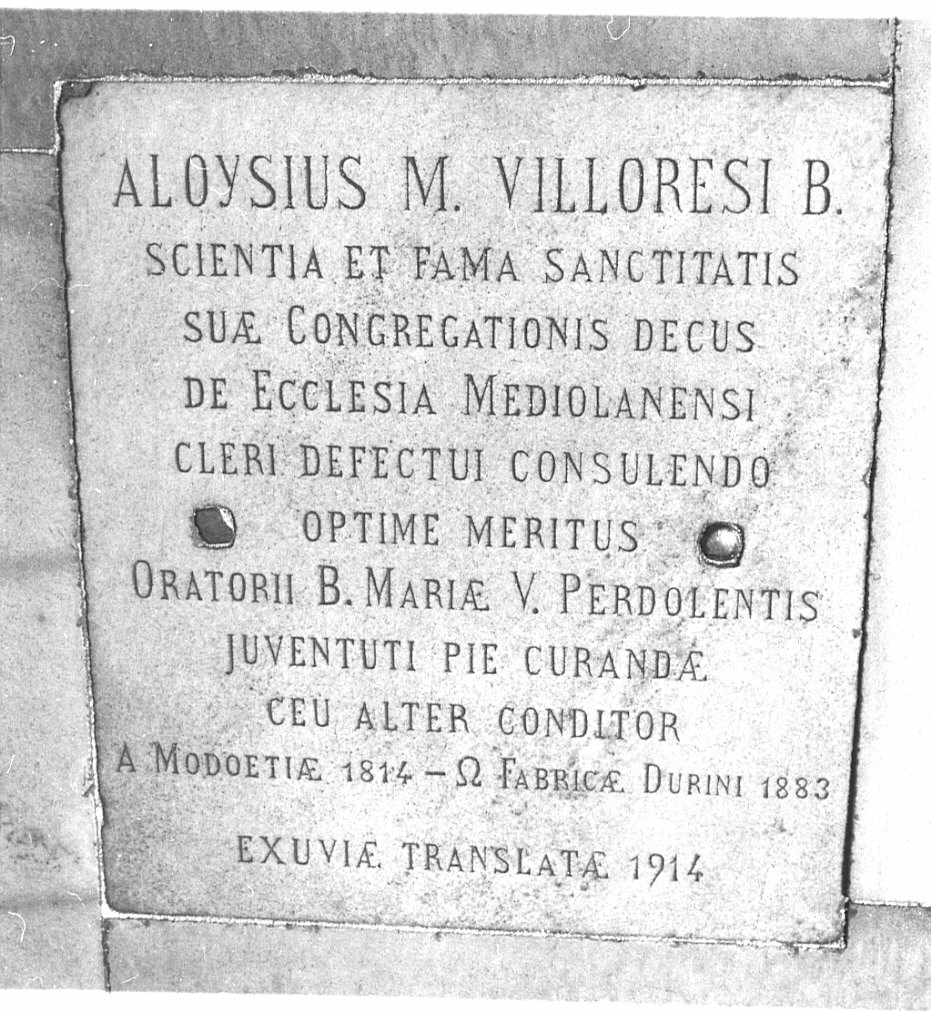 ALOYSIUS M. VILLORESI B.
SCIENTIA ET FAMA SANCTITATIS
SUÆ CONGREGATIONIS DECUS
DE ECCLESIA MEDIOLANENSI
CLERI DEFECTUI CONSULENDO
OPTIME MERITUS
ORATORII B. MARIÆ V. PERDOLENTIS
JUVENTUTI PIE CURANDÆ
CEU ALTER CONDITOR
A MODOETIÆ 1814 – Ω FABRICÆ DURINI 1883
EXUVIÆ TRANSLATÆ 1914